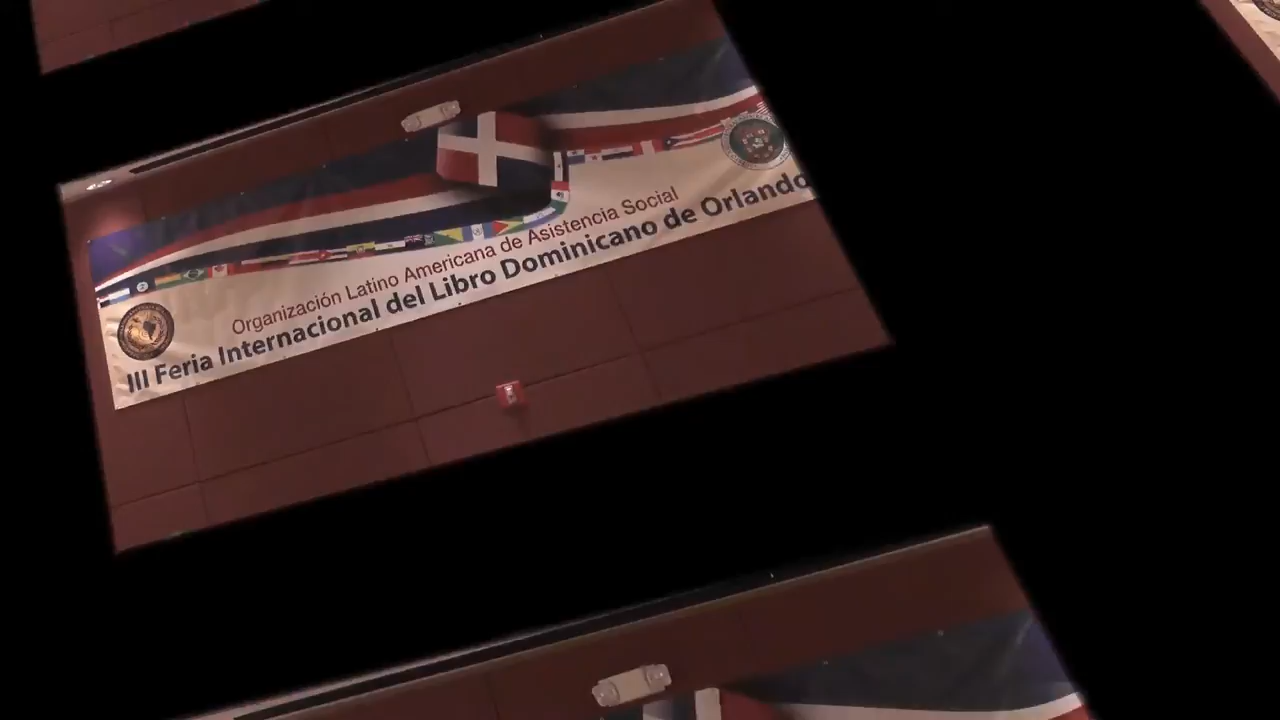 Organización Latino Americana de Asistencia Social
III Feria Internacional del Libro Dominicano de Orlando